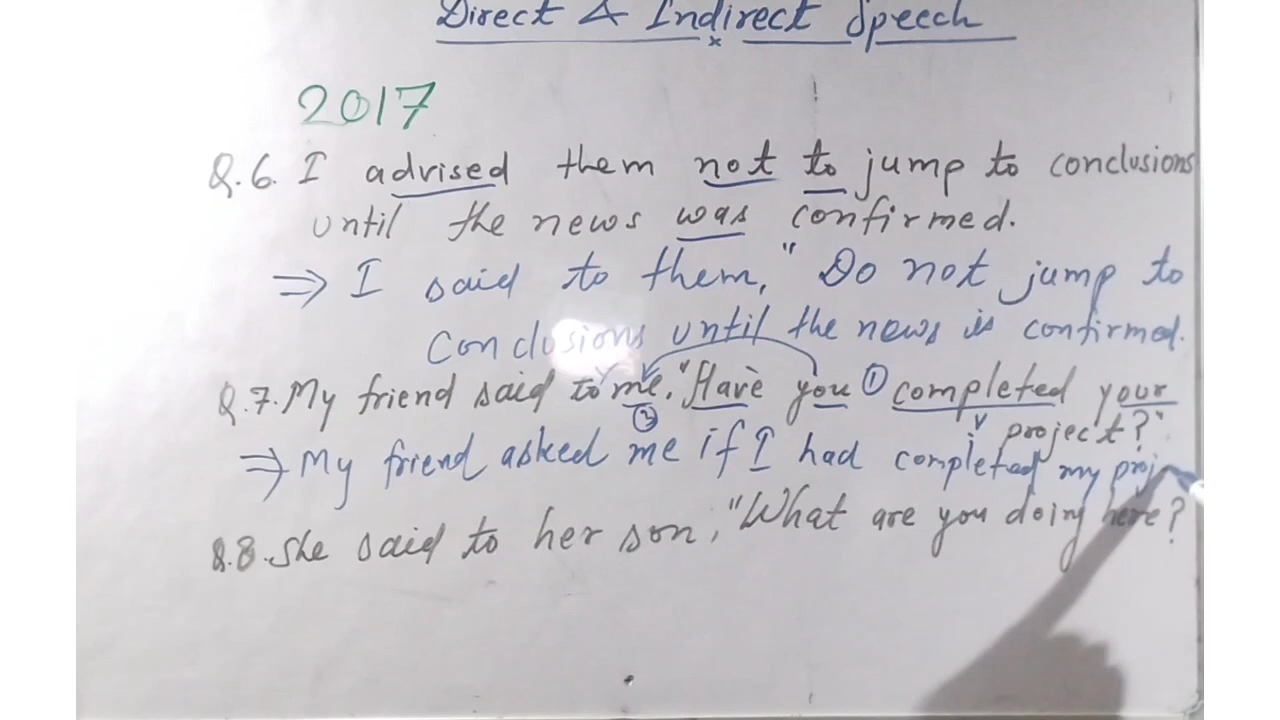 Direct & Indirect Speech
2017
Q.6. I advised them not to jump to conclusions
until the news was confirmed.
⇒ I said to them, "Do not jump to
conclusions until the news is confirmed.
Q.7. My friend said to me, "Have you ① completed your
③
project?"
⇒ My friend asked me if I had completed my proj
Q.8. She said to her son, "What are you doing here?